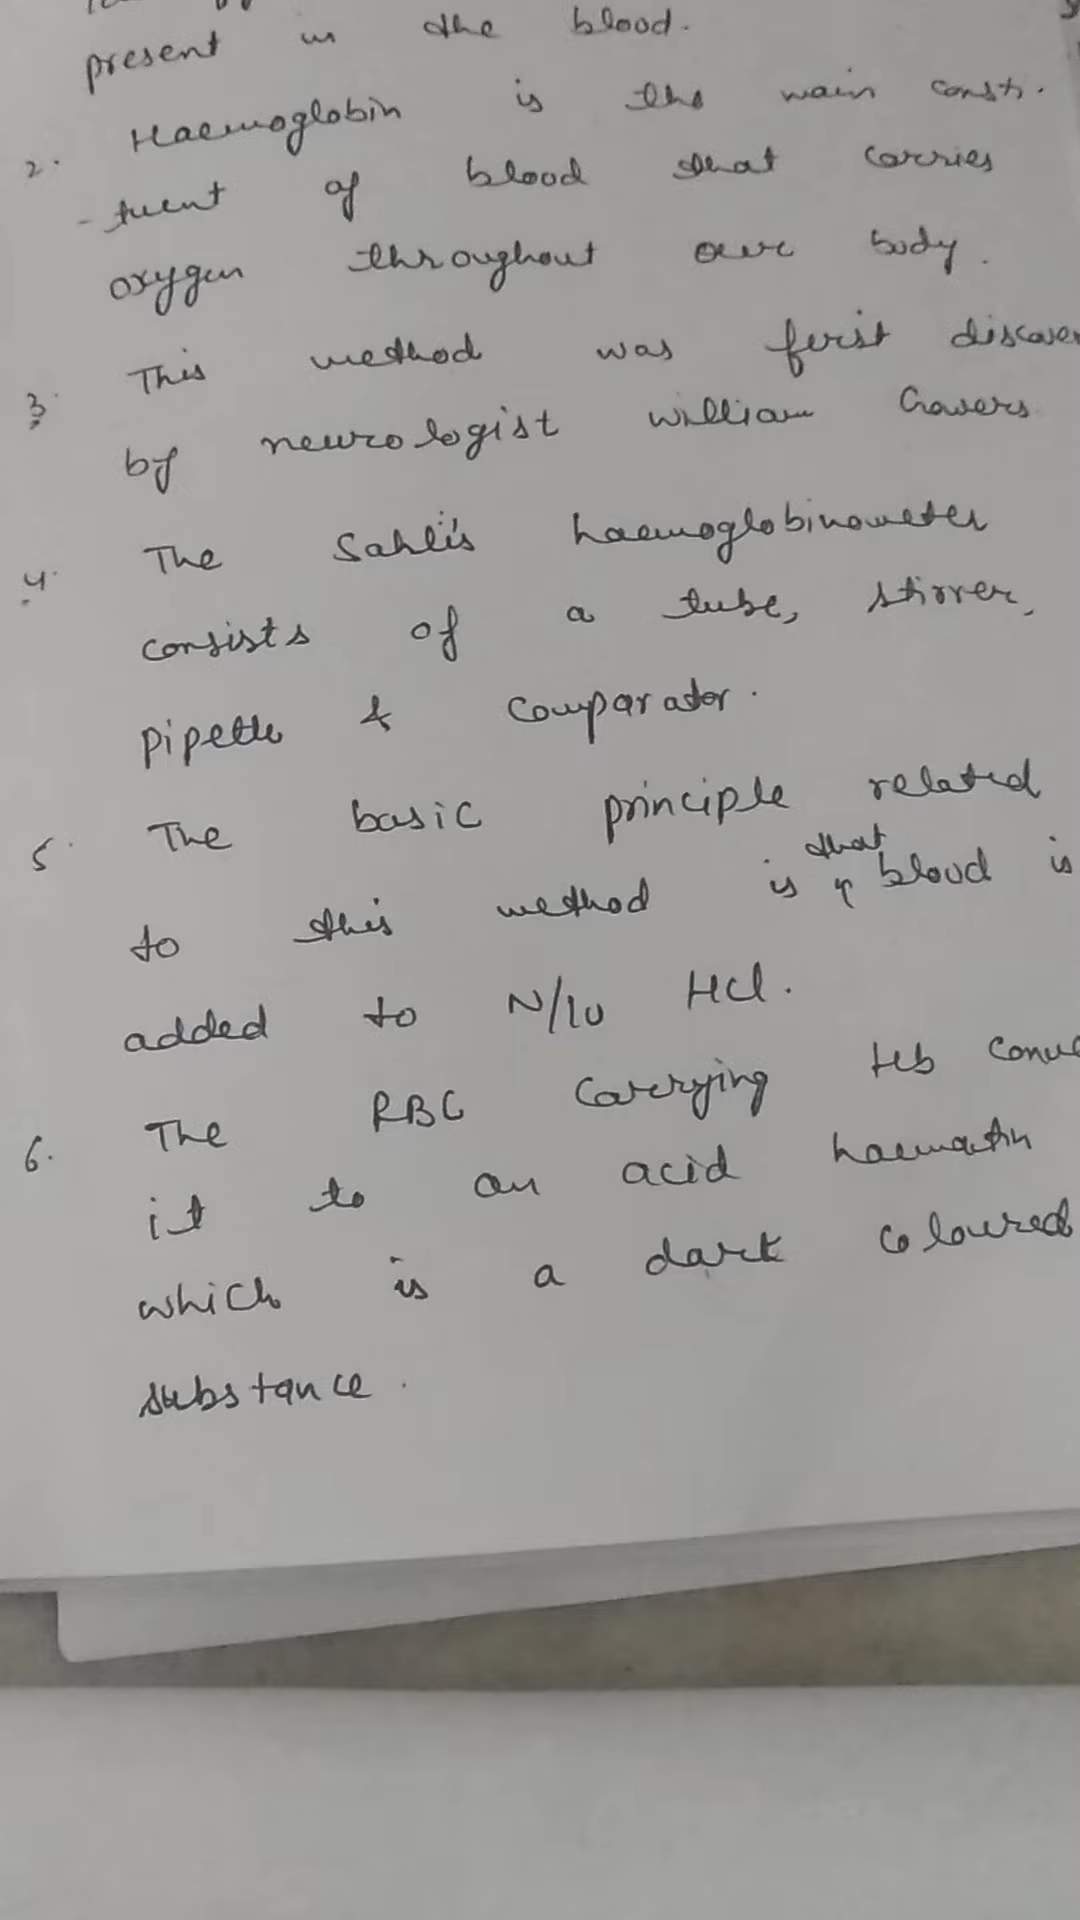 present in the blood.
2. Haemoglobin is the main consti-
-tuent of blood that carries
oxygen throughout our body.
3. This method was first discover
by neurologist william Gowers
4. The Sahli's haemoglobinometer
consists of a tube, stirrer,
pipette & comparator.
5. The basic principle related
to this method is that blood is
added to N/10 HCl.
6. The RBC carrying Hb conve
it to an acid haematin
which is a dark coloured
substance.